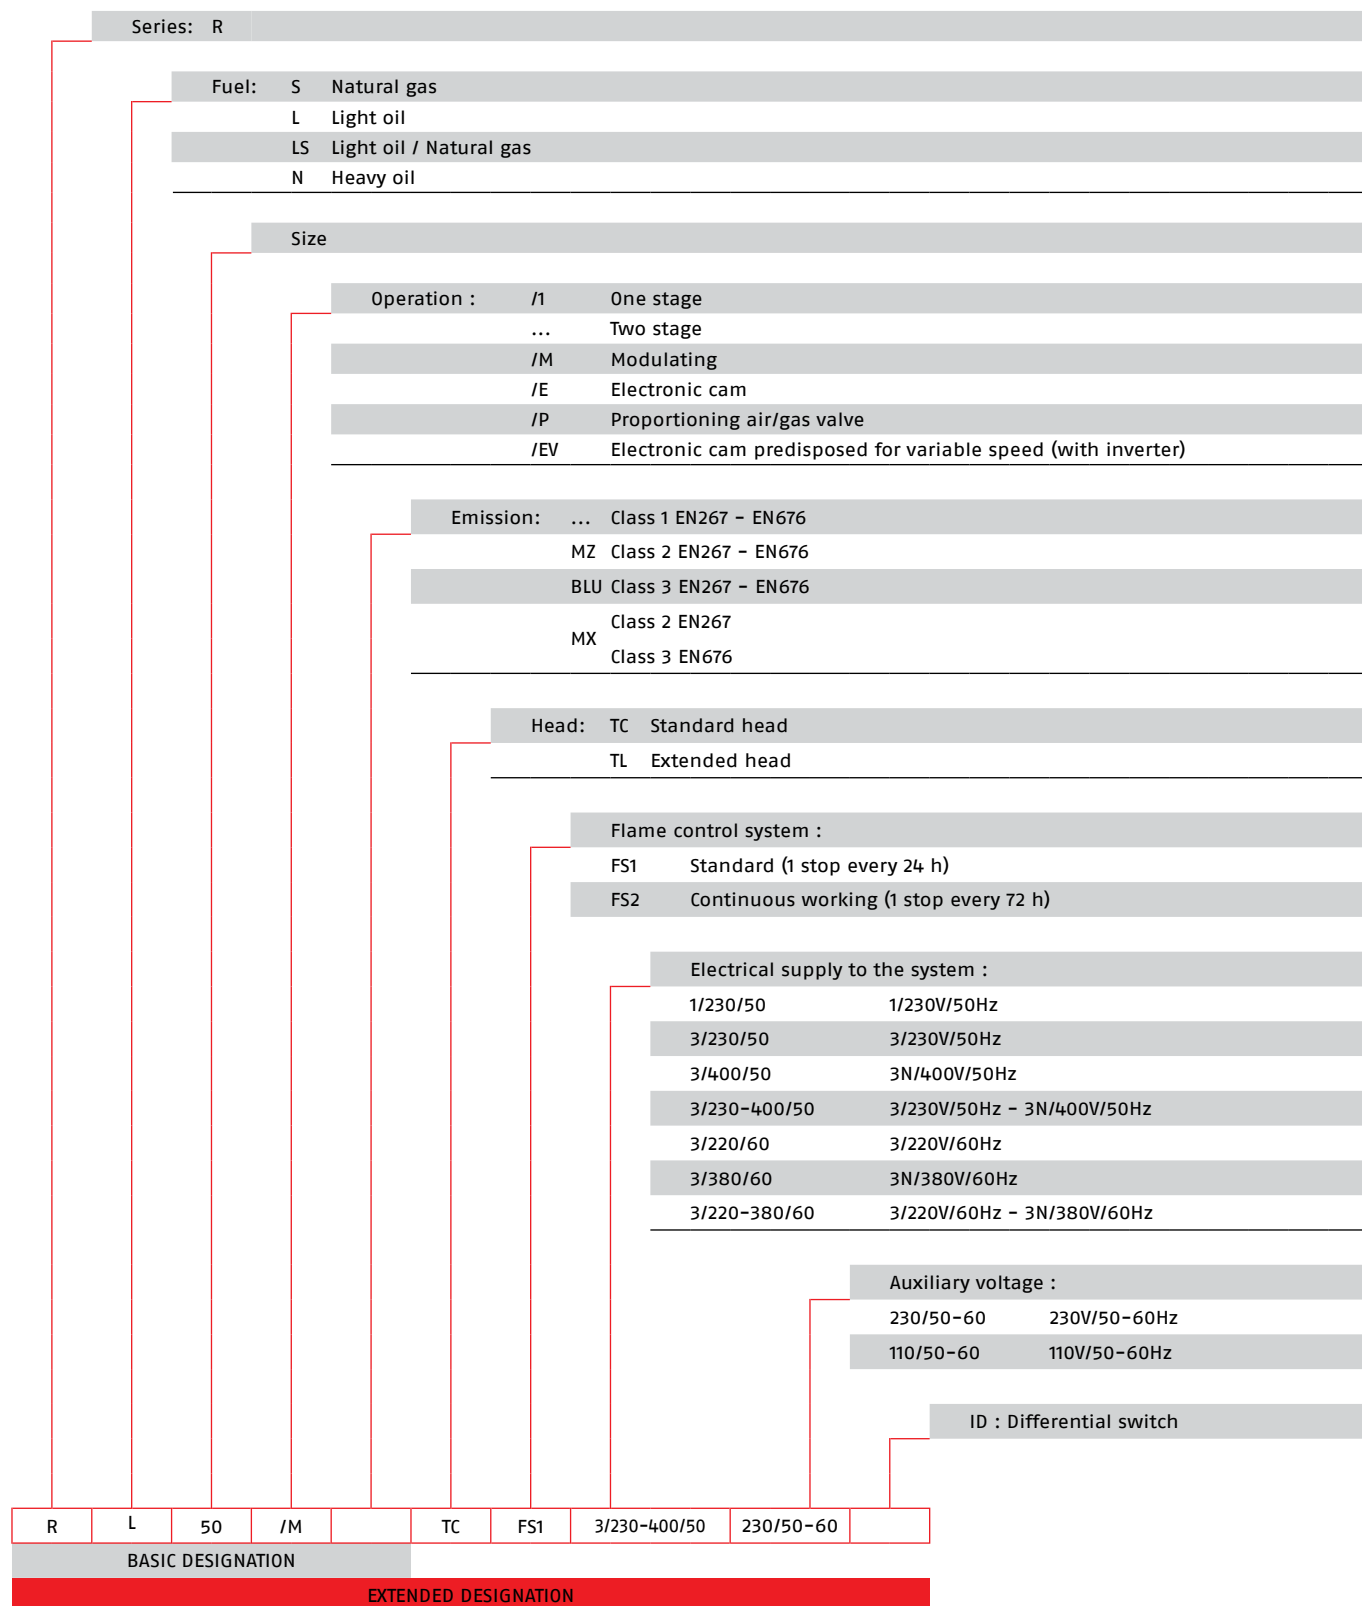 Series: R
Fuel: S Natural gas
L Light oil
LS Light oil / Natural gas
N Heavy oil
Size
Operation : /1 One stage
... Two stage
/M Modulating
/E Electronic cam
/P Proportioning air/gas valve
/EV Electronic cam predisposed for variable speed (with inverter)
Emission: ... Class 1 EN267 - EN676
MZ Class 2 EN267 - EN676
BLU Class 3 EN267 - EN676
MX Class 2 EN267
Class 3 EN676
Head: TC Standard head
TL Extended head
Flame control system :
FS1 Standard (1 stop every 24 h)
FS2 Continuous working (1 stop every 72 h)
Electrical supply to the system :
1/230/50 1/230V/50Hz
3/230/50 3/230V/50Hz
3/400/50 3N/400V/50Hz
3/230-400/50 3/230V/50Hz - 3N/400V/50Hz
3/220/60 3/220V/60Hz
3/380/60 3N/380V/60Hz
3/220-380/60 3/220V/60Hz - 3N/380V/60Hz
Auxiliary voltage :
230/50-60 230V/50-60Hz
110/50-60 110V/50-60Hz
ID : Differential switch
R L 50 /M TC FS1 3/230-400/50 230/50-60
BASIC DESIGNATION
EXTENDED DESIGNATION